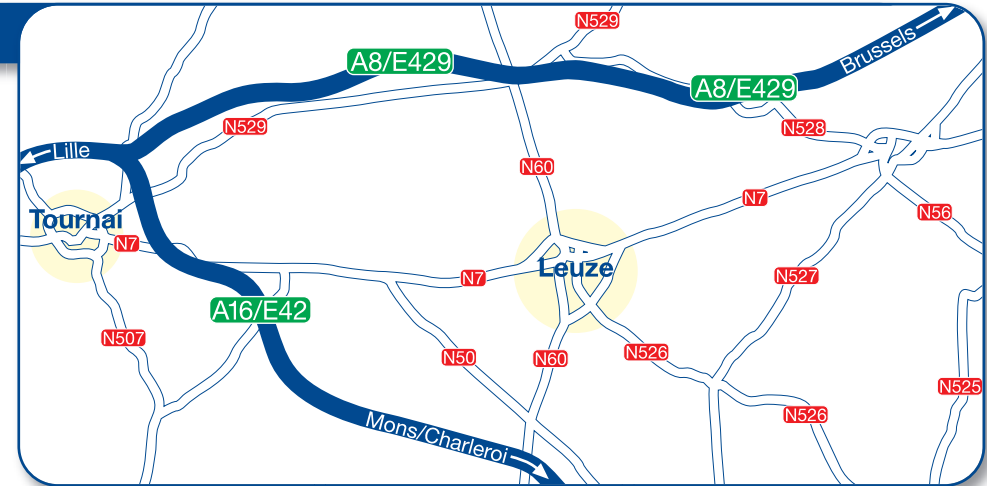 N529
A8/E429
Brussels
A8/E429
N529
N528
Lille
N60
N7
N56
Tournai
N7
Leuze
N7
N527
A16/E42
N507
N50
N60
N526
N525
N526
Mons/Charleroi